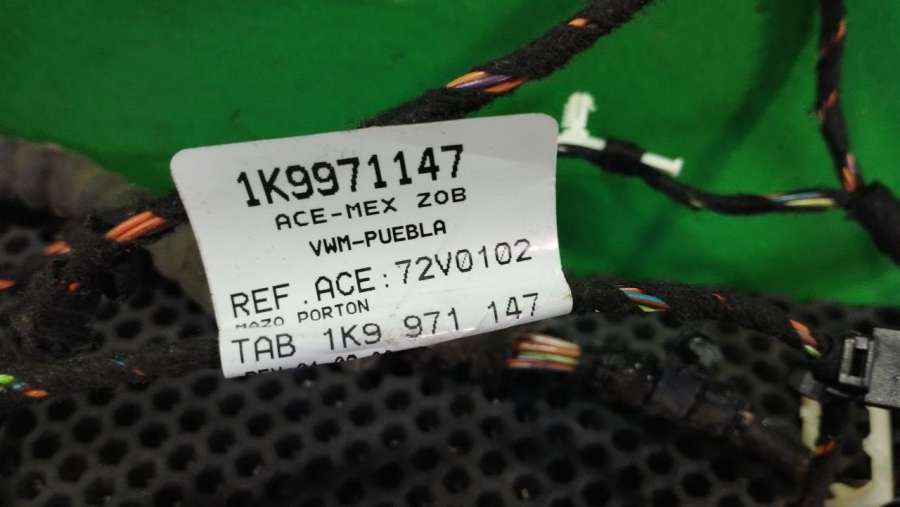 1K9971147
ACE-MEX ZOB
VWM-PUEBLA
REF.ACE:72V0102
MAZO PORTON
TAB 1K9 971 147